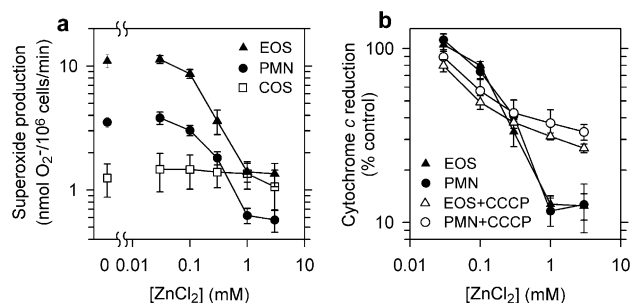 a
EOS
PMN
COS
Superoxide production
(nmol O2-/10^6 cells/min)
10
1
0 0.01 0.1 1 10
[ZnCl2] (mM)
b
Cytochrome c reduction
(% control)
100
10
EOS
PMN
EOS+CCCP
PMN+CCCP
0.01 0.1 1 10
[ZnCl2] (mM)